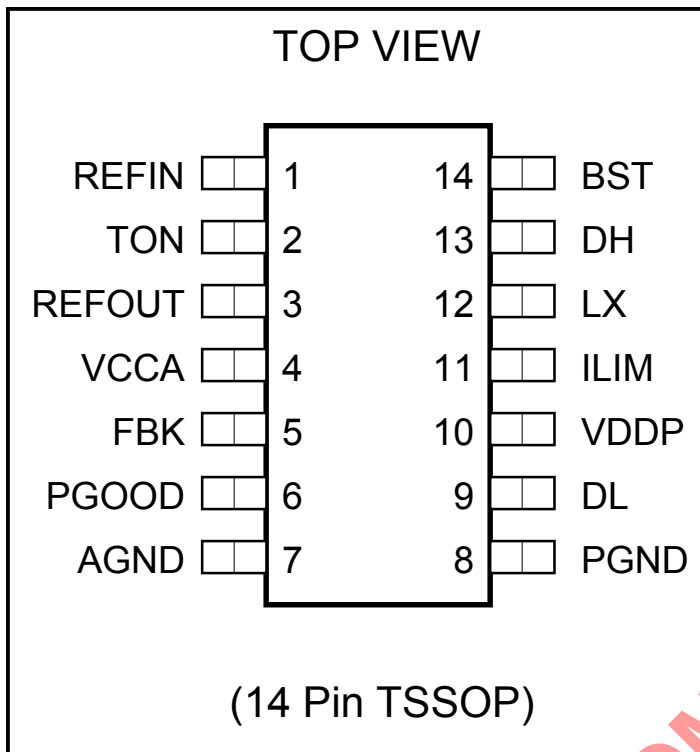 TOP VIEW
REFIN 1 14 BST
TON 2 13 DH
REFOUT 3 12 LX
VCCA 4 11 ILIM
FBK 5 10 VDDP
PGOOD 6 9 DL
AGND 7 8 PGND
(14 Pin TSSOP)